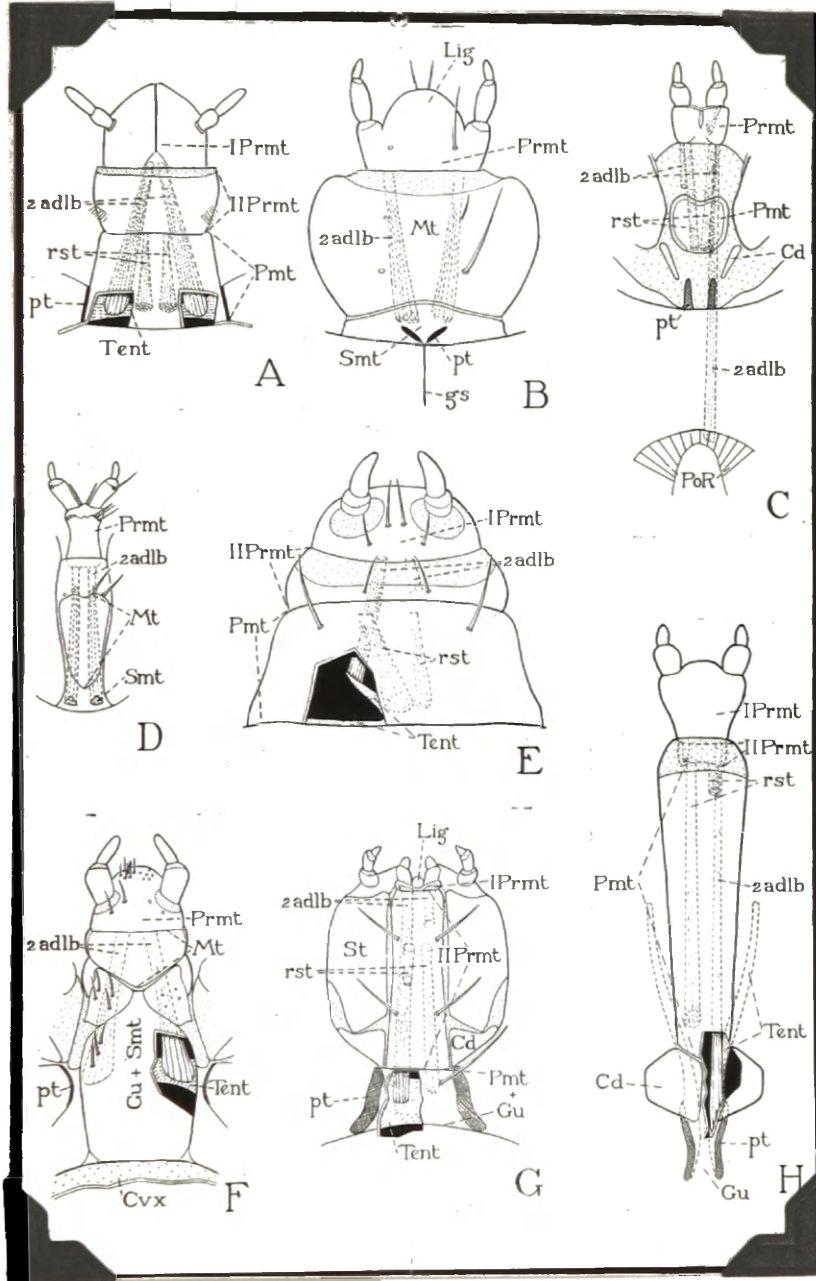 IPrmt
2adlb
IIPrmt
rst
Pmt
pt
Tent
A
Lig
Prmt
2adlb
Mt
Smt
pt
gs
B
Prmt
2adlb
rst
Pmt
Cd
pt
2adlb
PoR
C
Prmt
2adlb
Mt
Smt
D
IPrmt
IIPrmt
2adlb
Pmt
rst
Tent
E
Prmt
2adlb
Mt
Gu + Smt
pt
Tent
Cvx
F
Lig
IPrmt
2adlb
St
IIPrmt
rst
Cd
Pmt
+
Gu
pt
Tent
G
IPrmt
IIPrmt
rst
Pmt
2adlb
Tent
Cd
pt
Gu
H